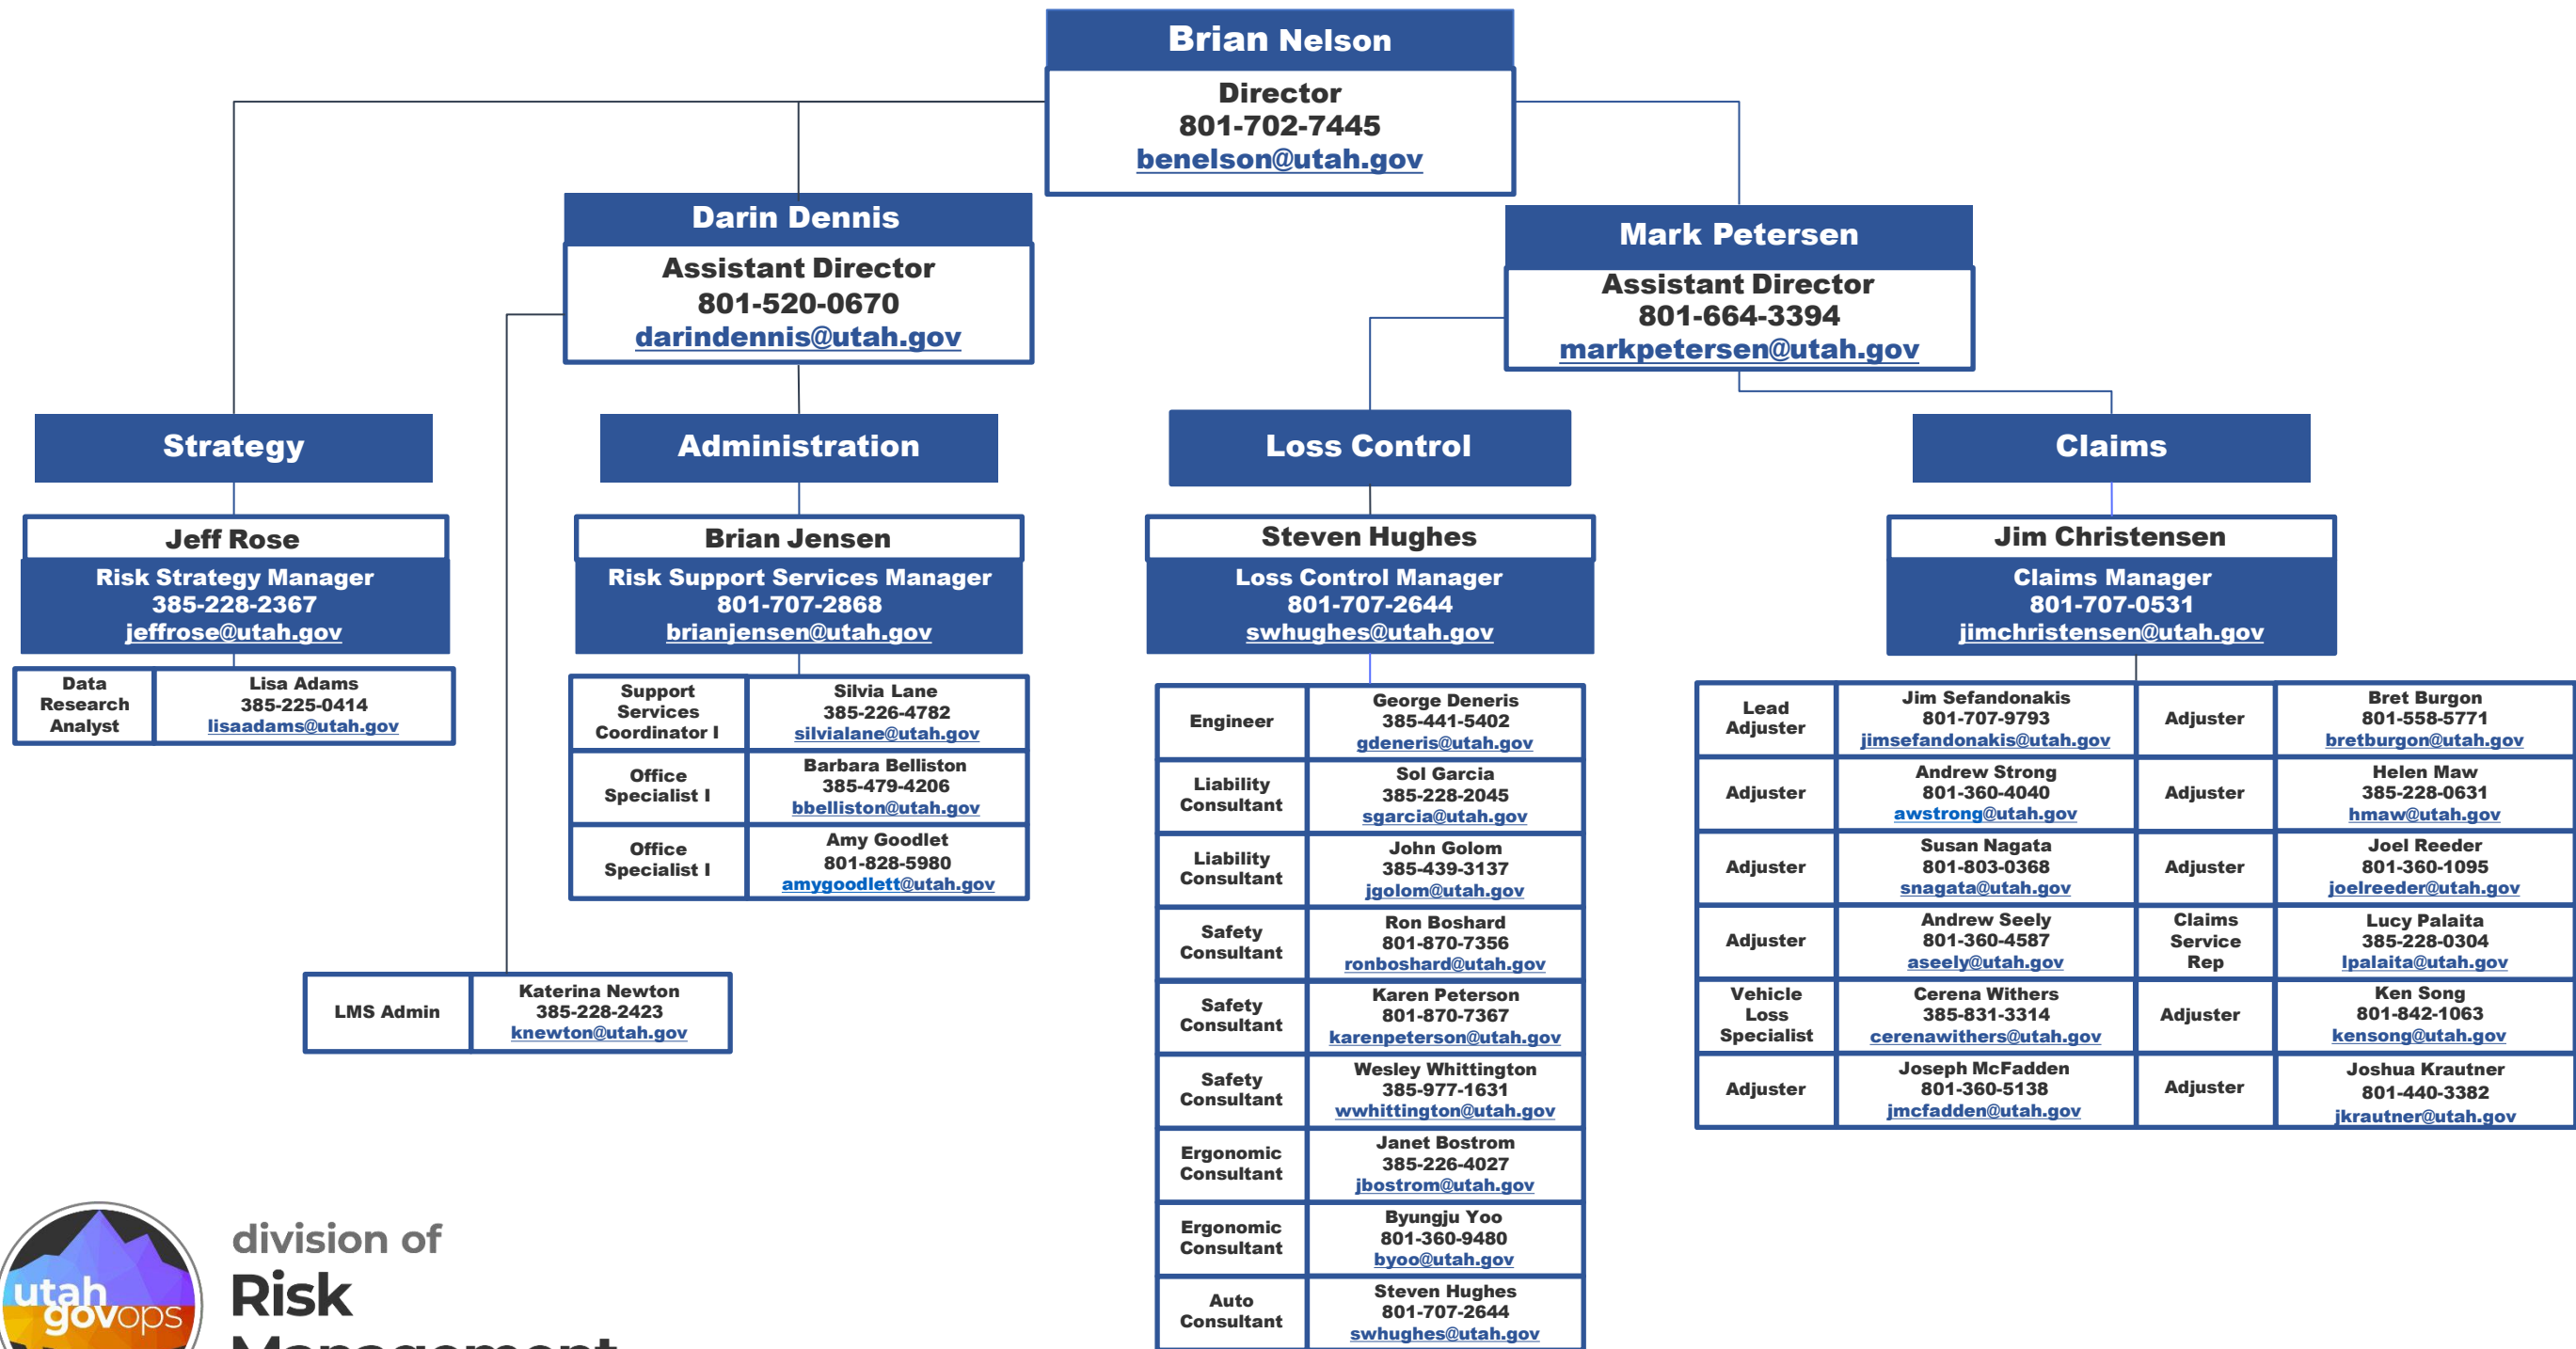 Brian Nelson
Director
801-702-7445
benelson@utah.gov
Darin Dennis
Assistant Director
801-520-0670
darindennis@utah.gov
Mark Petersen
Assistant Director
801-664-3394
markpetersen@utah.gov
Strategy
Jeff Rose
Risk Strategy Manager
385-228-2367
jeffrose@utah.gov
Data
Research
Analyst
Lisa Adams
385-225-0414
lisaadams@utah.gov
Administration
Brian Jensen
Risk Support Services Manager
801-707-2868
brianjensen@utah.gov
Support
Services
Coordinator I
Silvia Lane
385-226-4782
silvialane@utah.gov
Office
Specialist I
Barbara Belliston
385-479-4206
bbelliston@utah.gov
Office
Specialist I
Amy Goodlet
801-828-5980
amygoodlett@utah.gov
LMS Admin
Katerina Newton
385-228-2423
knewton@utah.gov
Loss Control
Steven Hughes
Loss Control Manager
801-707-2644
swhughes@utah.gov
Engineer
George Deneris
385-441-5402
gdeneris@utah.gov
Liability
Consultant
Sol Garcia
385-228-2045
sgarcia@utah.gov
Liability
Consultant
John Golom
385-439-3137
jgolom@utah.gov
Safety
Consultant
Ron Boshard
801-870-7356
ronboshard@utah.gov
Safety
Consultant
Karen Peterson
801-870-7367
karenpeterson@utah.gov
Safety
Consultant
Wesley Whittington
385-977-1631
wwhittington@utah.gov
Ergonomic
Consultant
Janet Bostrom
385-226-4027
jbostrom@utah.gov
Ergonomic
Consultant
Byungju Yoo
801-360-9480
byoo@utah.gov
Auto
Consultant
Steven Hughes
801-707-2644
swhughes@utah.gov
Claims
Jim Christensen
Claims Manager
801-707-0531
jimchristensen@utah.gov
Lead
Adjuster
Jim Sefandonakis
801-707-9793
jimsefandonakis@utah.gov
Adjuster
Bret Burgon
801-558-5771
bretburgon@utah.gov
Adjuster
Andrew Strong
801-360-4040
awstrong@utah.gov
Adjuster
Helen Maw
385-228-0631
hmaw@utah.gov
Adjuster
Susan Nagata
801-803-0368
snagata@utah.gov
Adjuster
Joel Reeder
801-360-1095
joelreeder@utah.gov
Adjuster
Andrew Seely
801-360-4587
aseely@utah.gov
Claims
Service
Rep
Lucy Palaita
385-228-0304
lpalaita@utah.gov
Vehicle
Loss
Specialist
Cerena Withers
385-831-3314
cerenawithers@utah.gov
Adjuster
Ken Song
801-842-1063
kensong@utah.gov
Adjuster
Joseph McFadden
801-360-5138
jmcfadden@utah.gov
Adjuster
Joshua Krautner
801-440-3382
jkrautner@utah.gov
utah
govops
division of
Risk
Management